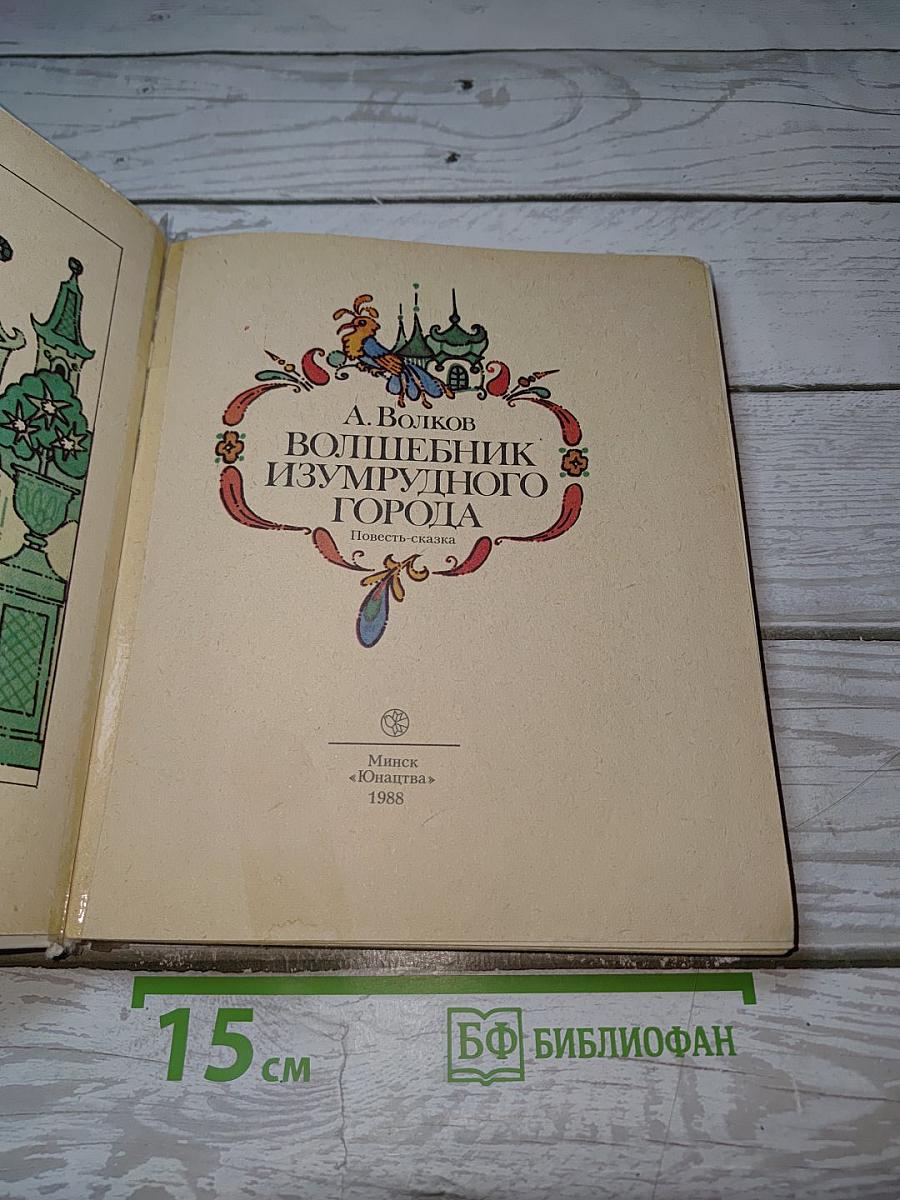 А. Волков
ВОЛШЕБНИК
ИЗУМРУДНОГО
ГОРОДА
Повесть-сказка
Минск
«Юнацтва»
1988
15 см
БФ БИБЛИОФАН